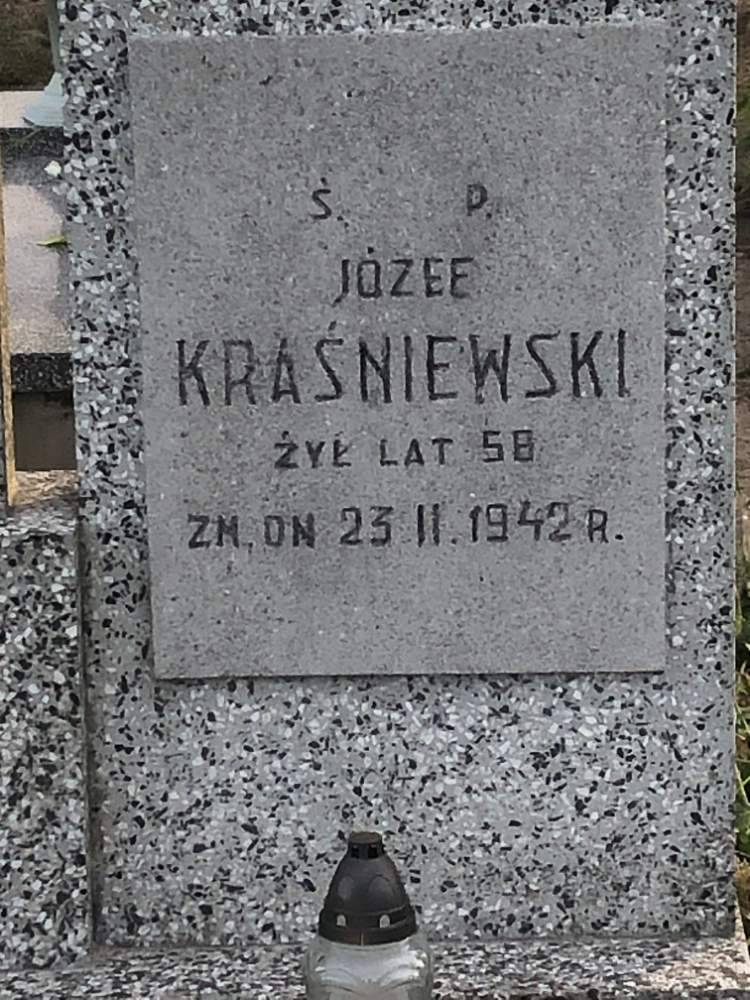 Ś. P.
JÓZEF
KRAŚNIEWSKI
ŻYŁ LAT 58
ZM. DN 23 II. 1942 R.